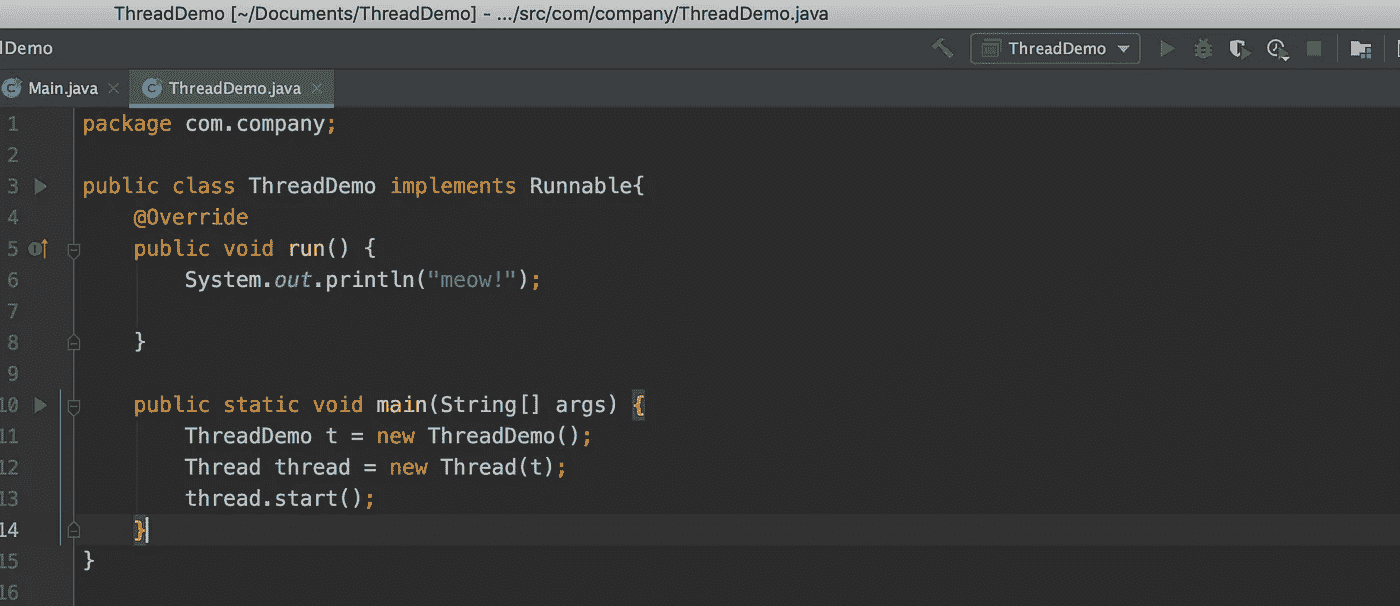 ThreadDemo [~/Documents/ThreadDemo] - .../src/com/company/ThreadDemo.java
lDemo
ThreadDemo
Main.java
ThreadDemo.java
1 package com.company;
2
3 public class ThreadDemo implements Runnable{
4 @Override
5 public void run() {
6 System.out.println("meow!");
7
8 }
9
10 public static void main(String[] args) {
11 ThreadDemo t = new ThreadDemo();
12 Thread thread = new Thread(t);
13 thread.start();
14 }
15 }
16